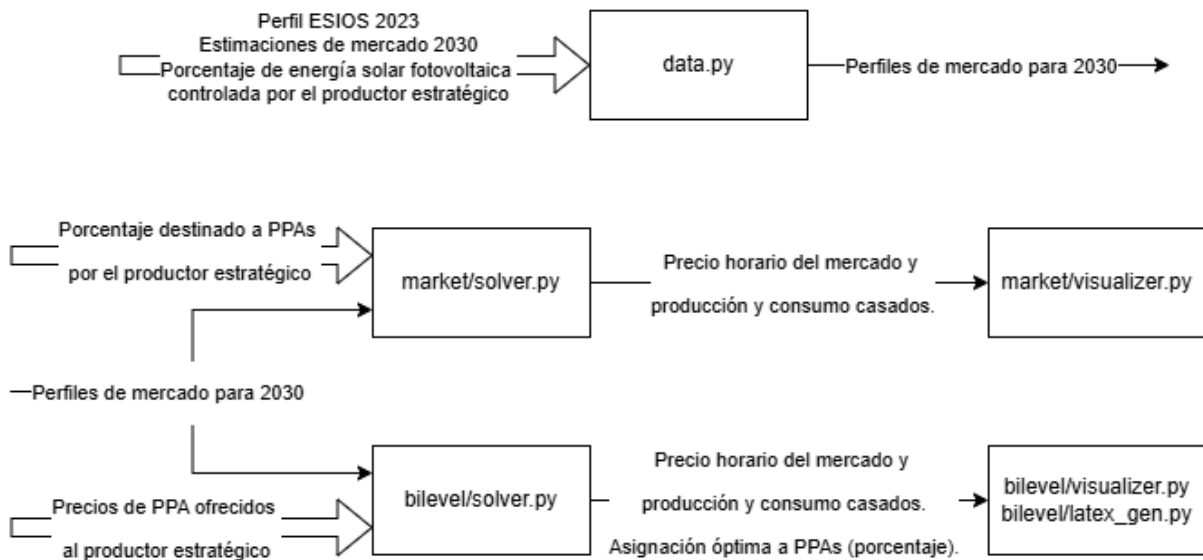 Perfil ESIOS 2023
Estimaciones de mercado 2030
Porcentaje de energía solar fotovoltaica
controlada por el productor estratégico
data.py
Perfiles de mercado para 2030
Porcentaje destinado a PPAs
por el productor estratégico
market/solver.py
Precio horario del mercado y
producción y consumo casados.
market/visualizer.py
Perfiles de mercado para 2030
Precios de PPA ofrecidos
al productor estratégico
bilevel/solver.py
Precio horario del mercado y
producción y consumo casados.
Asignación óptima a PPAs (porcentaje).
bilevel/visualizer.py
bilevel/latex_gen.py